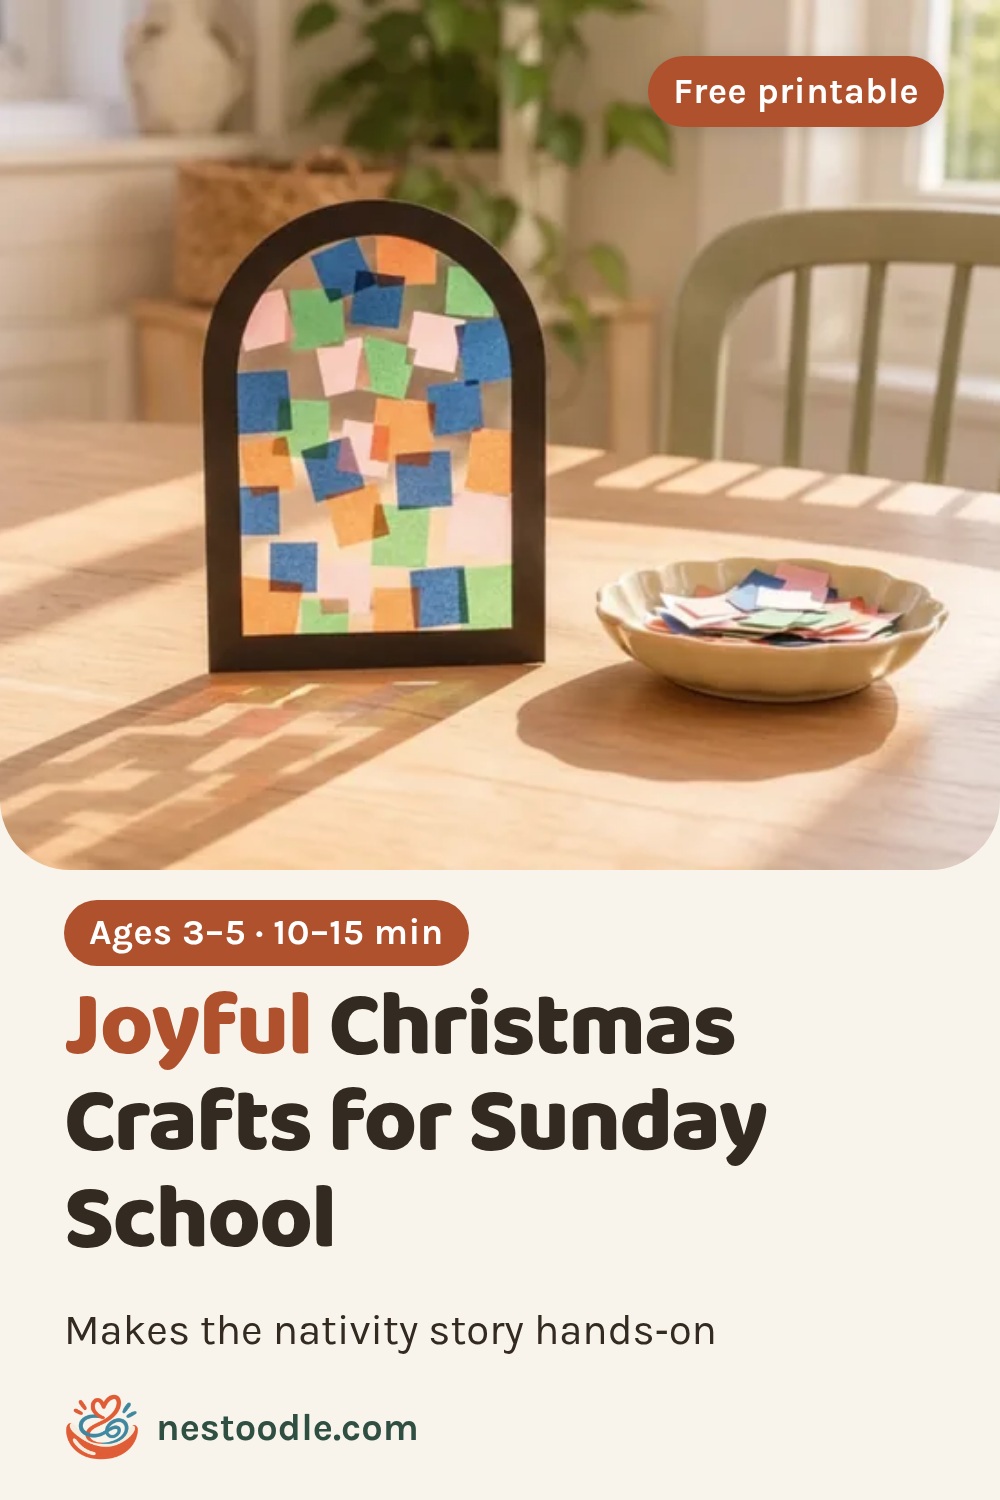 Free printable
Ages 3–5 · 10–15 min
Joyful Christmas
Crafts for Sunday
School
Makes the nativity story hands-on
nestoodle.com